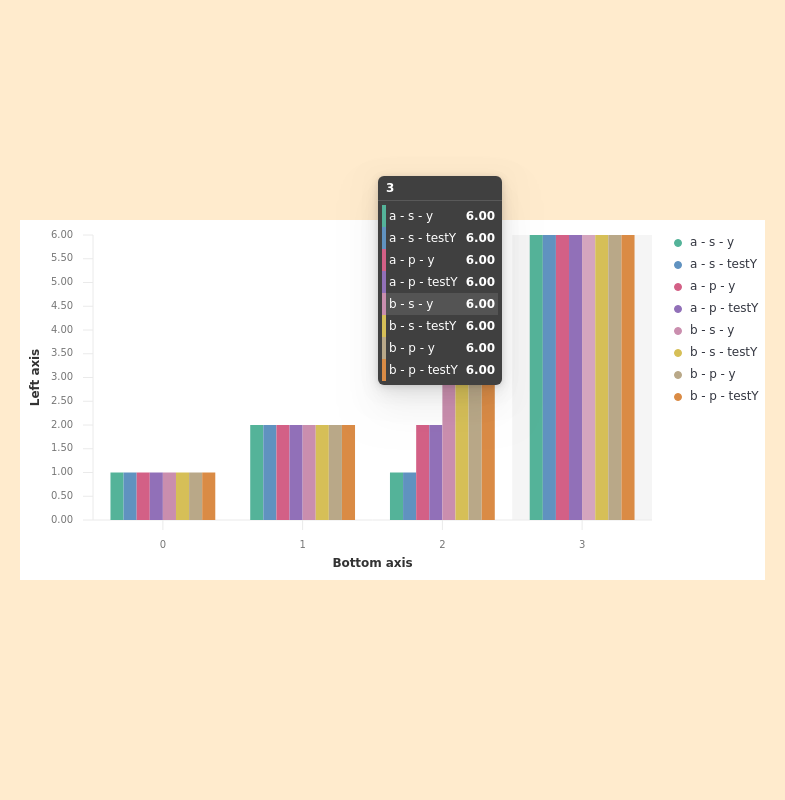 3
a - s - y 6.00
a - s - testY 6.00
a - p - y 6.00
a - p - testY 6.00
b - s - y 6.00
b - s - testY 6.00
b - p - y 6.00
b - p - testY 6.00
6.00
5.50
5.00
4.50
4.00
3.50
3.00
2.50
2.00
1.50
1.00
0.50
0.00
Left axis
0 1 2 3
Bottom axis
a - s - y
a - s - testY
a - p - y
a - p - testY
b - s - y
b - s - testY
b - p - y
b - p - testY